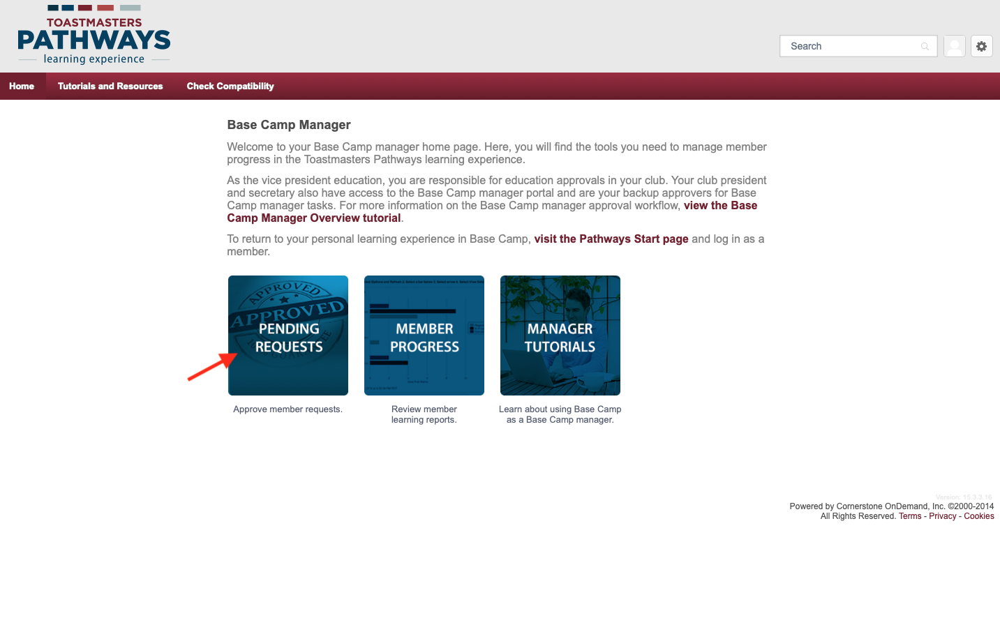 TOASTMASTERS
PATHWAYS
learning experience
Search
Home
Tutorials and Resources
Check Compatibility
Base Camp Manager
Welcome to your Base Camp manager home page. Here, you will find the tools you need to manage member
progress in the Toastmasters Pathways learning experience.
As the vice president education, you are responsible for education approvals in your club. Your club president
and secretary also have access to the Base Camp manager portal and are your backup approvers for Base
Camp manager tasks. For more information on the Base Camp manager approval workflow, view the Base
Camp Manager Overview tutorial.
To return to your personal learning experience in Base Camp, visit the Pathways Start page and log in as a
member.
APPROVED
APPROVED
PENDING
REQUESTS
MEMBER
PROGRESS
MANAGER
TUTORIALS
Approve member requests.
Review member
learning reports.
Learn about using Base Camp
as a Base Camp manager.
Version: 15.3.3.16
Powered by Cornerstone OnDemand, Inc. ©2000-2014
All Rights Reserved. Terms - Privacy - Cookies